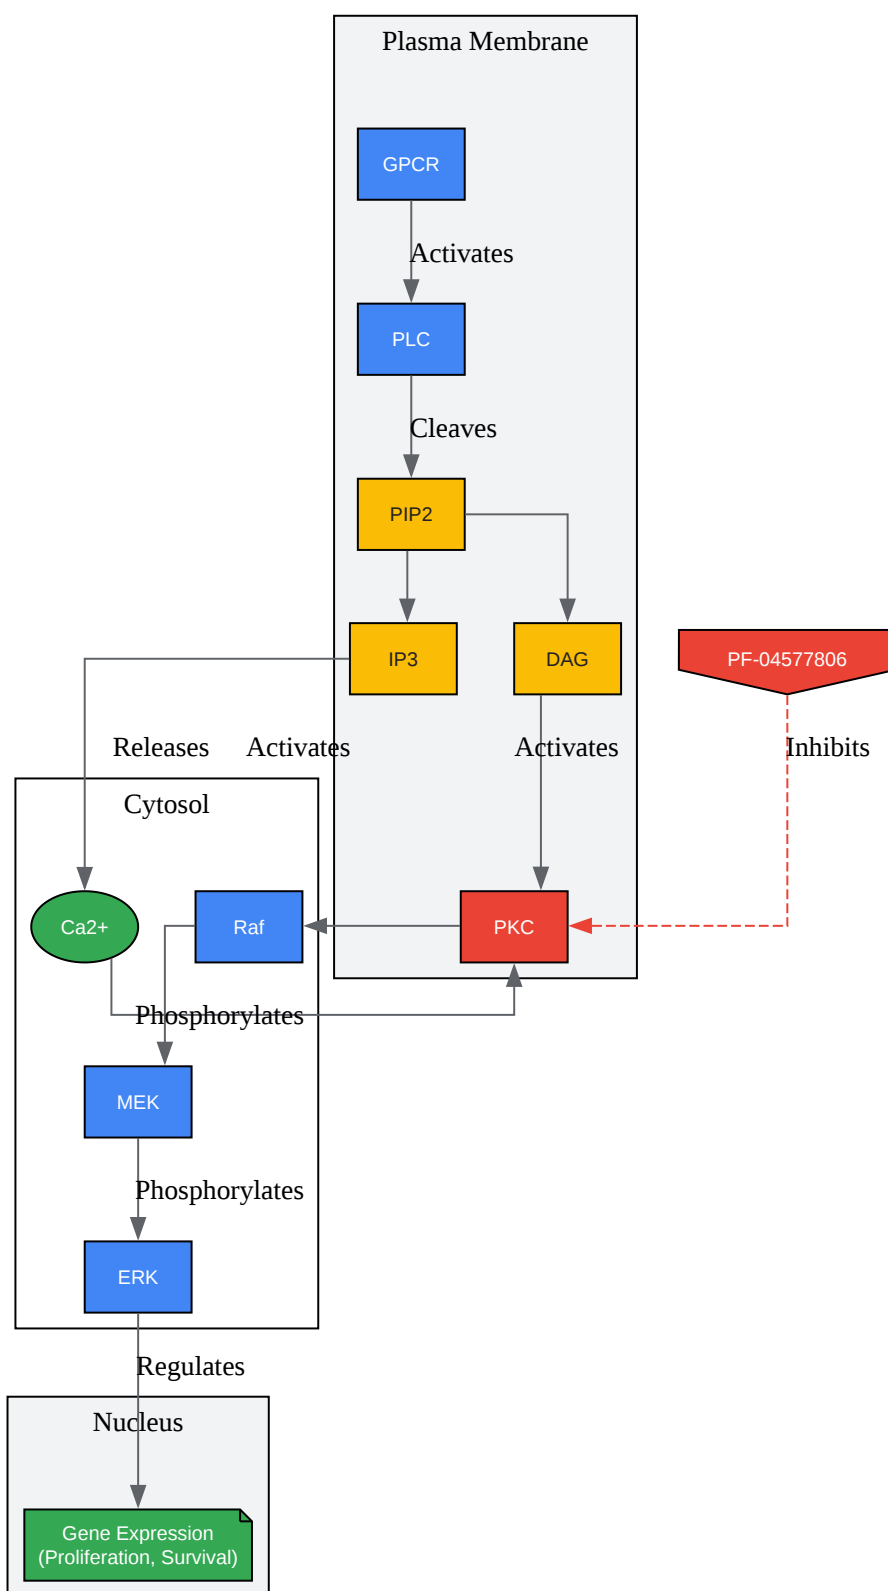 Plasma Membrane
GPCR
Activates
PLC
Cleaves
PIP2
IP3
DAG
PF-04577806
Releases
Activates
Activates
Inhibits
Cytosol
Ca2+
Raf
PKC
Phosphorylates
MEK
Phosphorylates
ERK
Regulates
Nucleus
Gene Expression
(Proliferation, Survival)